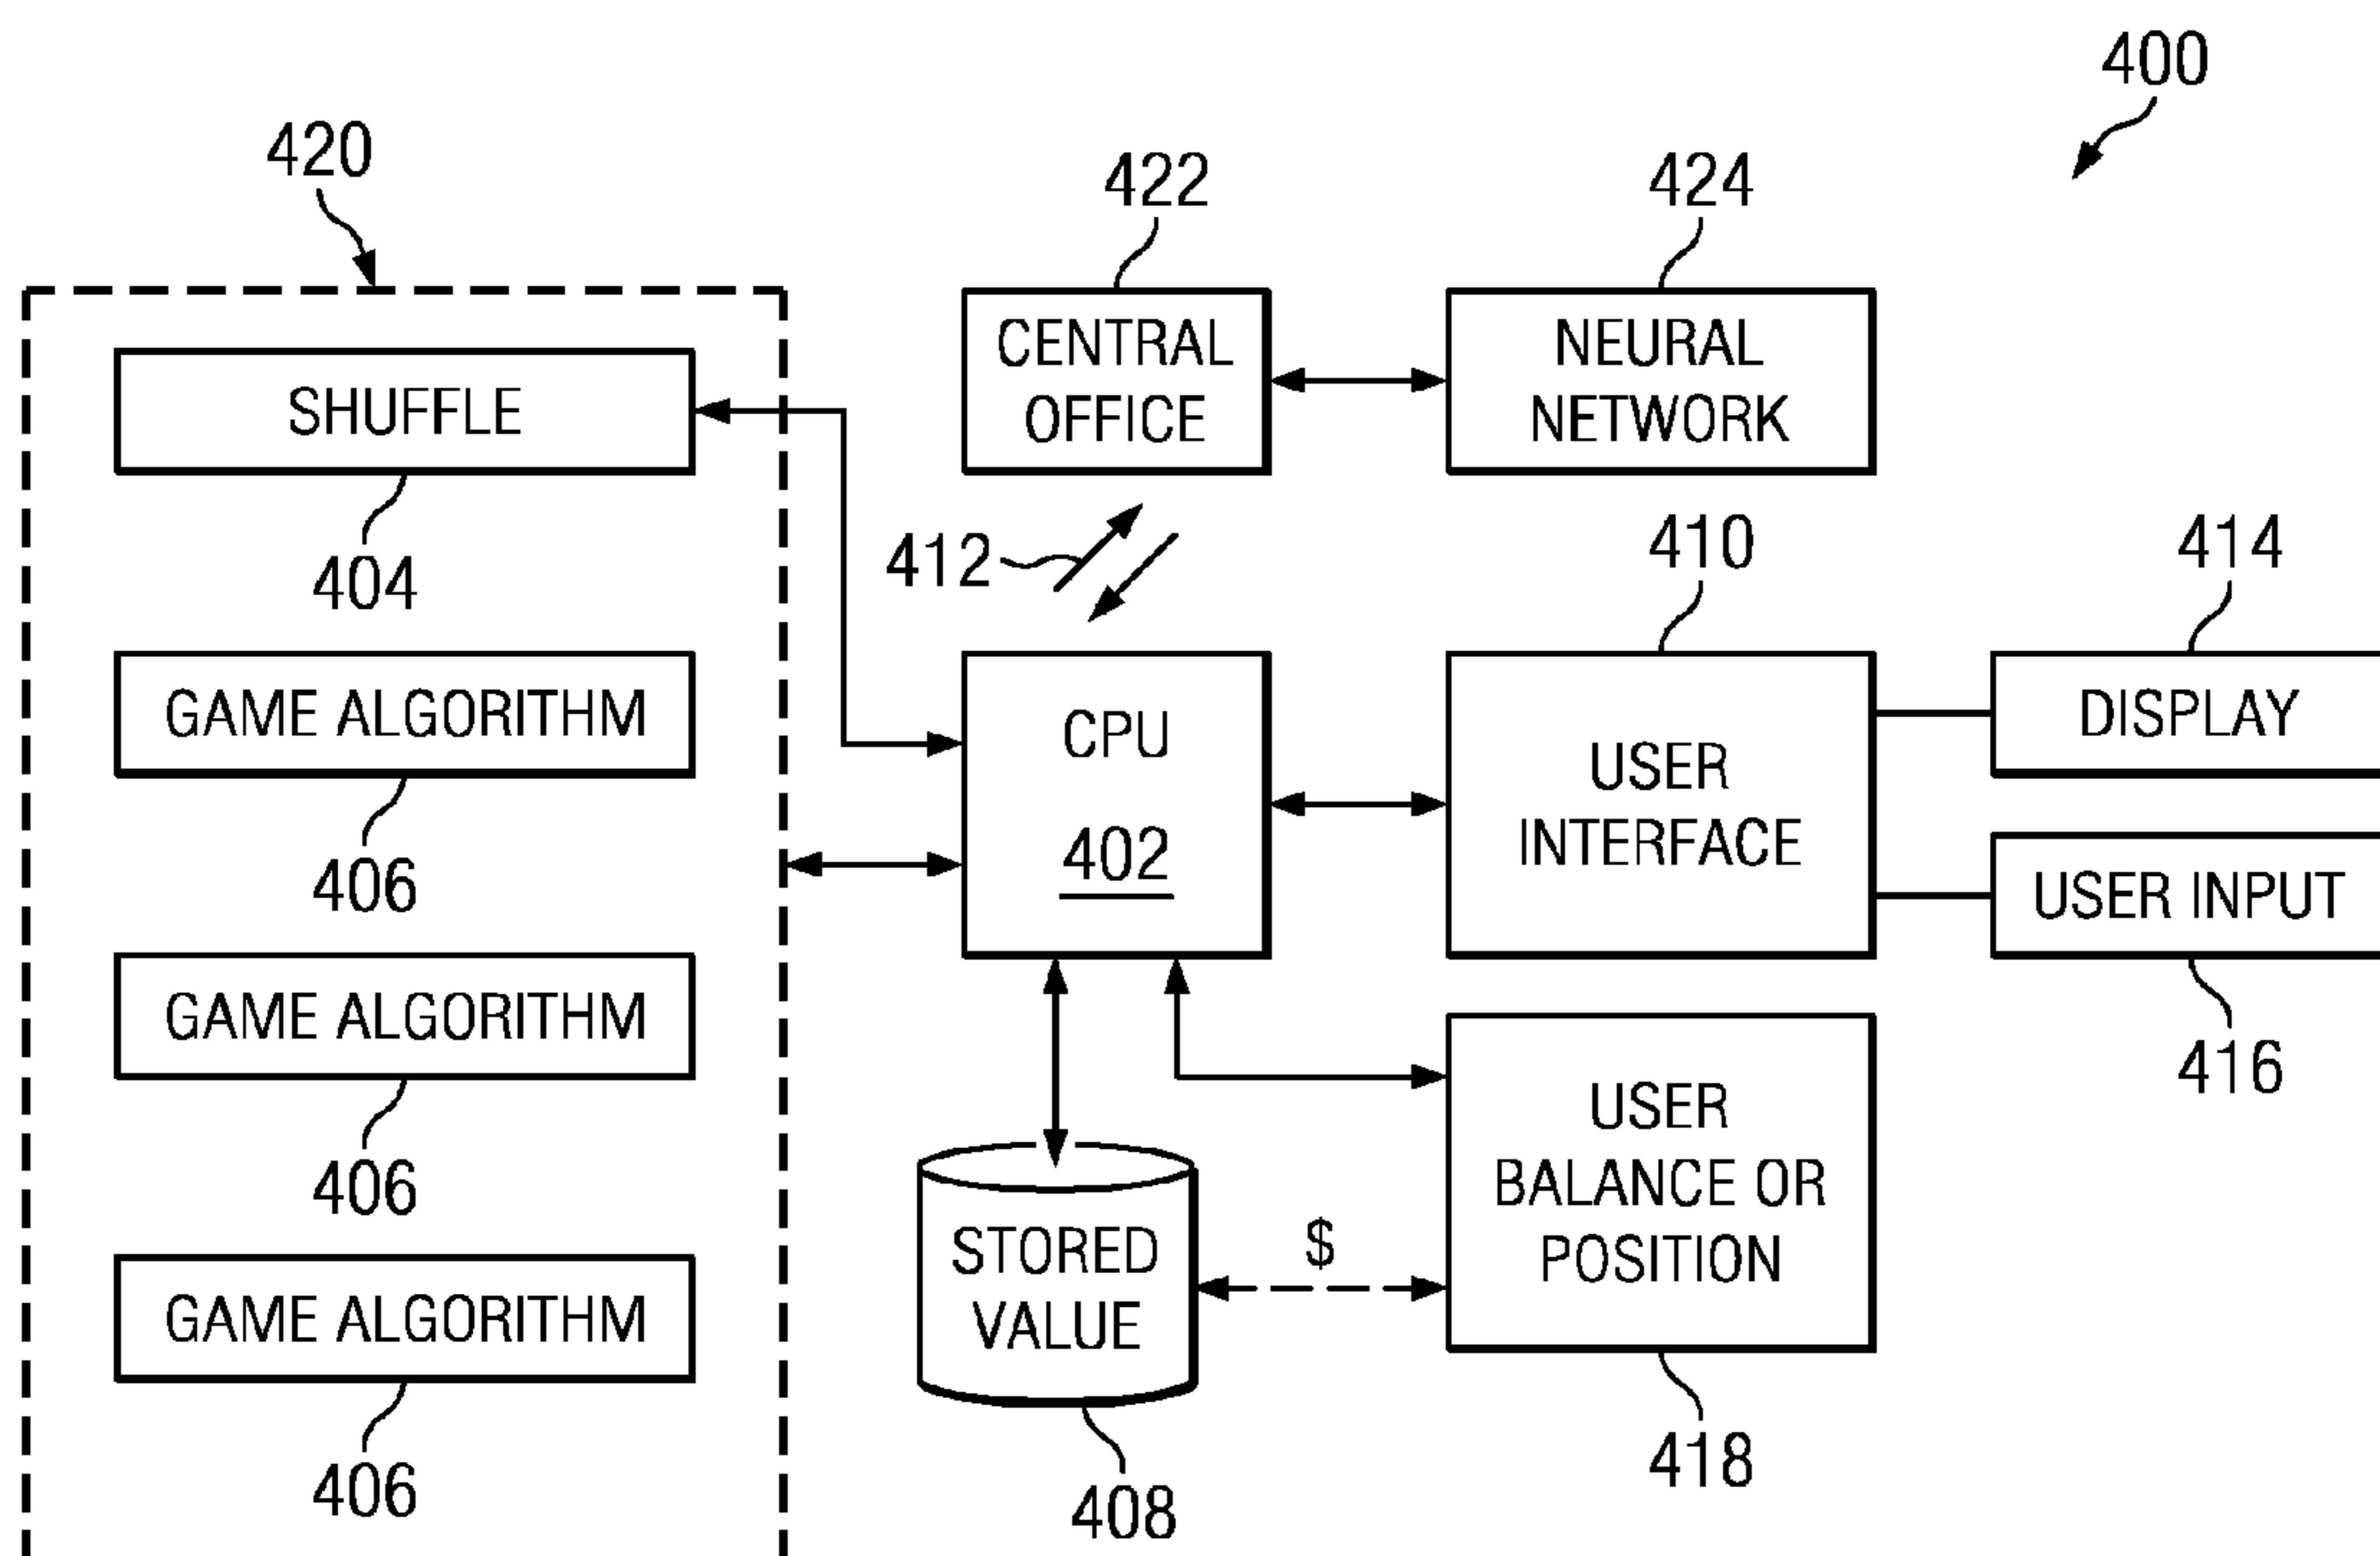 400
420
422
424
SHUFFLE
404
CENTRAL
OFFICE
NEURAL
NETWORK
412
410
414
GAME ALGORITHM
406
CPU
402
USER
INTERFACE
DISPLAY
USER INPUT
416
GAME ALGORITHM
406
STORED
VALUE
408
$
USER
BALANCE OR
POSITION
418
GAME ALGORITHM
406